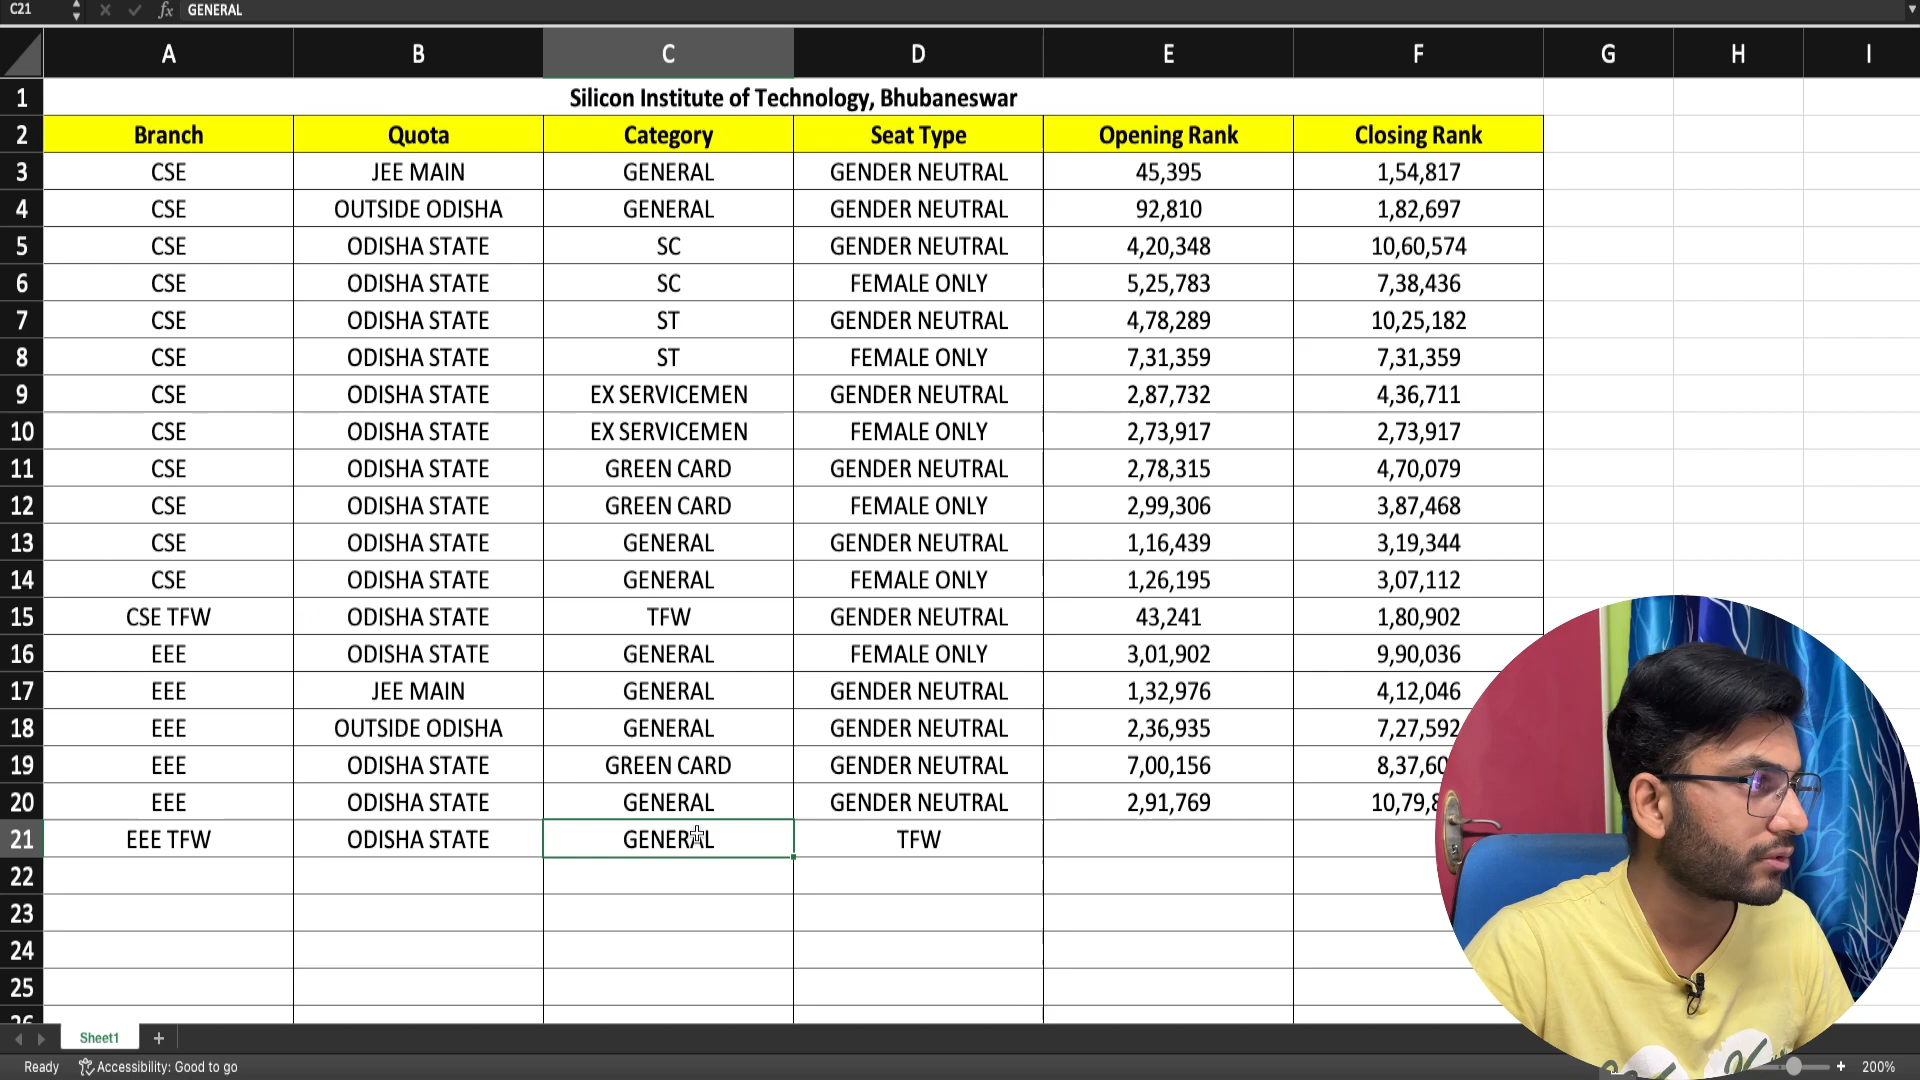 C21 fx GENERAL
A B C D E F G H I
1 Silicon Institute of Technology, Bhubaneswar
2 Branch Quota Category Seat Type Opening Rank Closing Rank
3 CSE JEE MAIN GENERAL GENDER NEUTRAL 45,395 1,54,817
4 CSE OUTSIDE ODISHA GENERAL GENDER NEUTRAL 92,810 1,82,697
5 CSE ODISHA STATE SC GENDER NEUTRAL 4,20,348 10,60,574
6 CSE ODISHA STATE SC FEMALE ONLY 5,25,783 7,38,436
7 CSE ODISHA STATE ST GENDER NEUTRAL 4,78,289 10,25,182
8 CSE ODISHA STATE ST FEMALE ONLY 7,31,359 7,31,359
9 CSE ODISHA STATE EX SERVICEMEN GENDER NEUTRAL 2,87,732 4,36,711
10 CSE ODISHA STATE EX SERVICEMEN FEMALE ONLY 2,73,917 2,73,917
11 CSE ODISHA STATE GREEN CARD GENDER NEUTRAL 2,78,315 4,70,079
12 CSE ODISHA STATE GREEN CARD FEMALE ONLY 2,99,306 3,87,468
13 CSE ODISHA STATE GENERAL GENDER NEUTRAL 1,16,439 3,19,344
14 CSE ODISHA STATE GENERAL FEMALE ONLY 1,26,195 3,07,112
15 CSE TFW ODISHA STATE TFW GENDER NEUTRAL 43,241 1,80,902
16 EEE ODISHA STATE GENERAL FEMALE ONLY 3,01,902 9,90,036
17 EEE JEE MAIN GENERAL GENDER NEUTRAL 1,32,976 4,12,046
18 EEE OUTSIDE ODISHA GENERAL GENDER NEUTRAL 2,36,935 7,27,592
19 EEE ODISHA STATE GREEN CARD GENDER NEUTRAL 7,00,156
20 EEE ODISHA STATE GENERAL GENDER NEUTRAL 2,91,769
21 EEE TFW ODISHA STATE GENERAL TFW
22
23
24
25
26
Sheet1 +
Ready Accessibility: Good to go + 200%